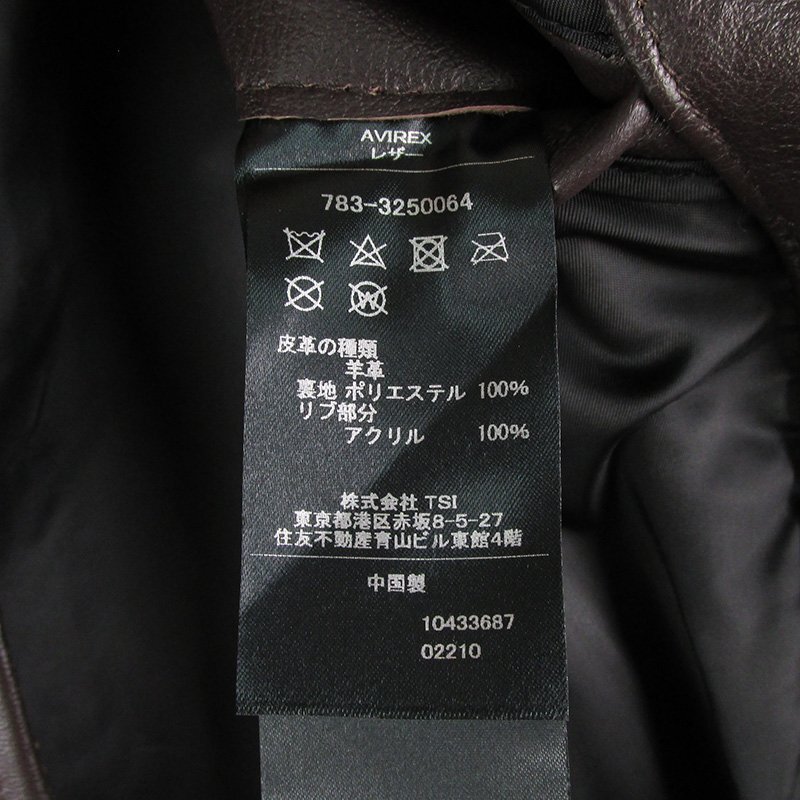 AVIREX
レザー
783-3250064
皮革の種類
羊革
裏地 ポリエステル 100%
リブ部分
アクリル 100%
株式会社 TSI
東京都港区赤坂8-5-27
住友不動産青山ビル東館4階
中国製
10433687
02210